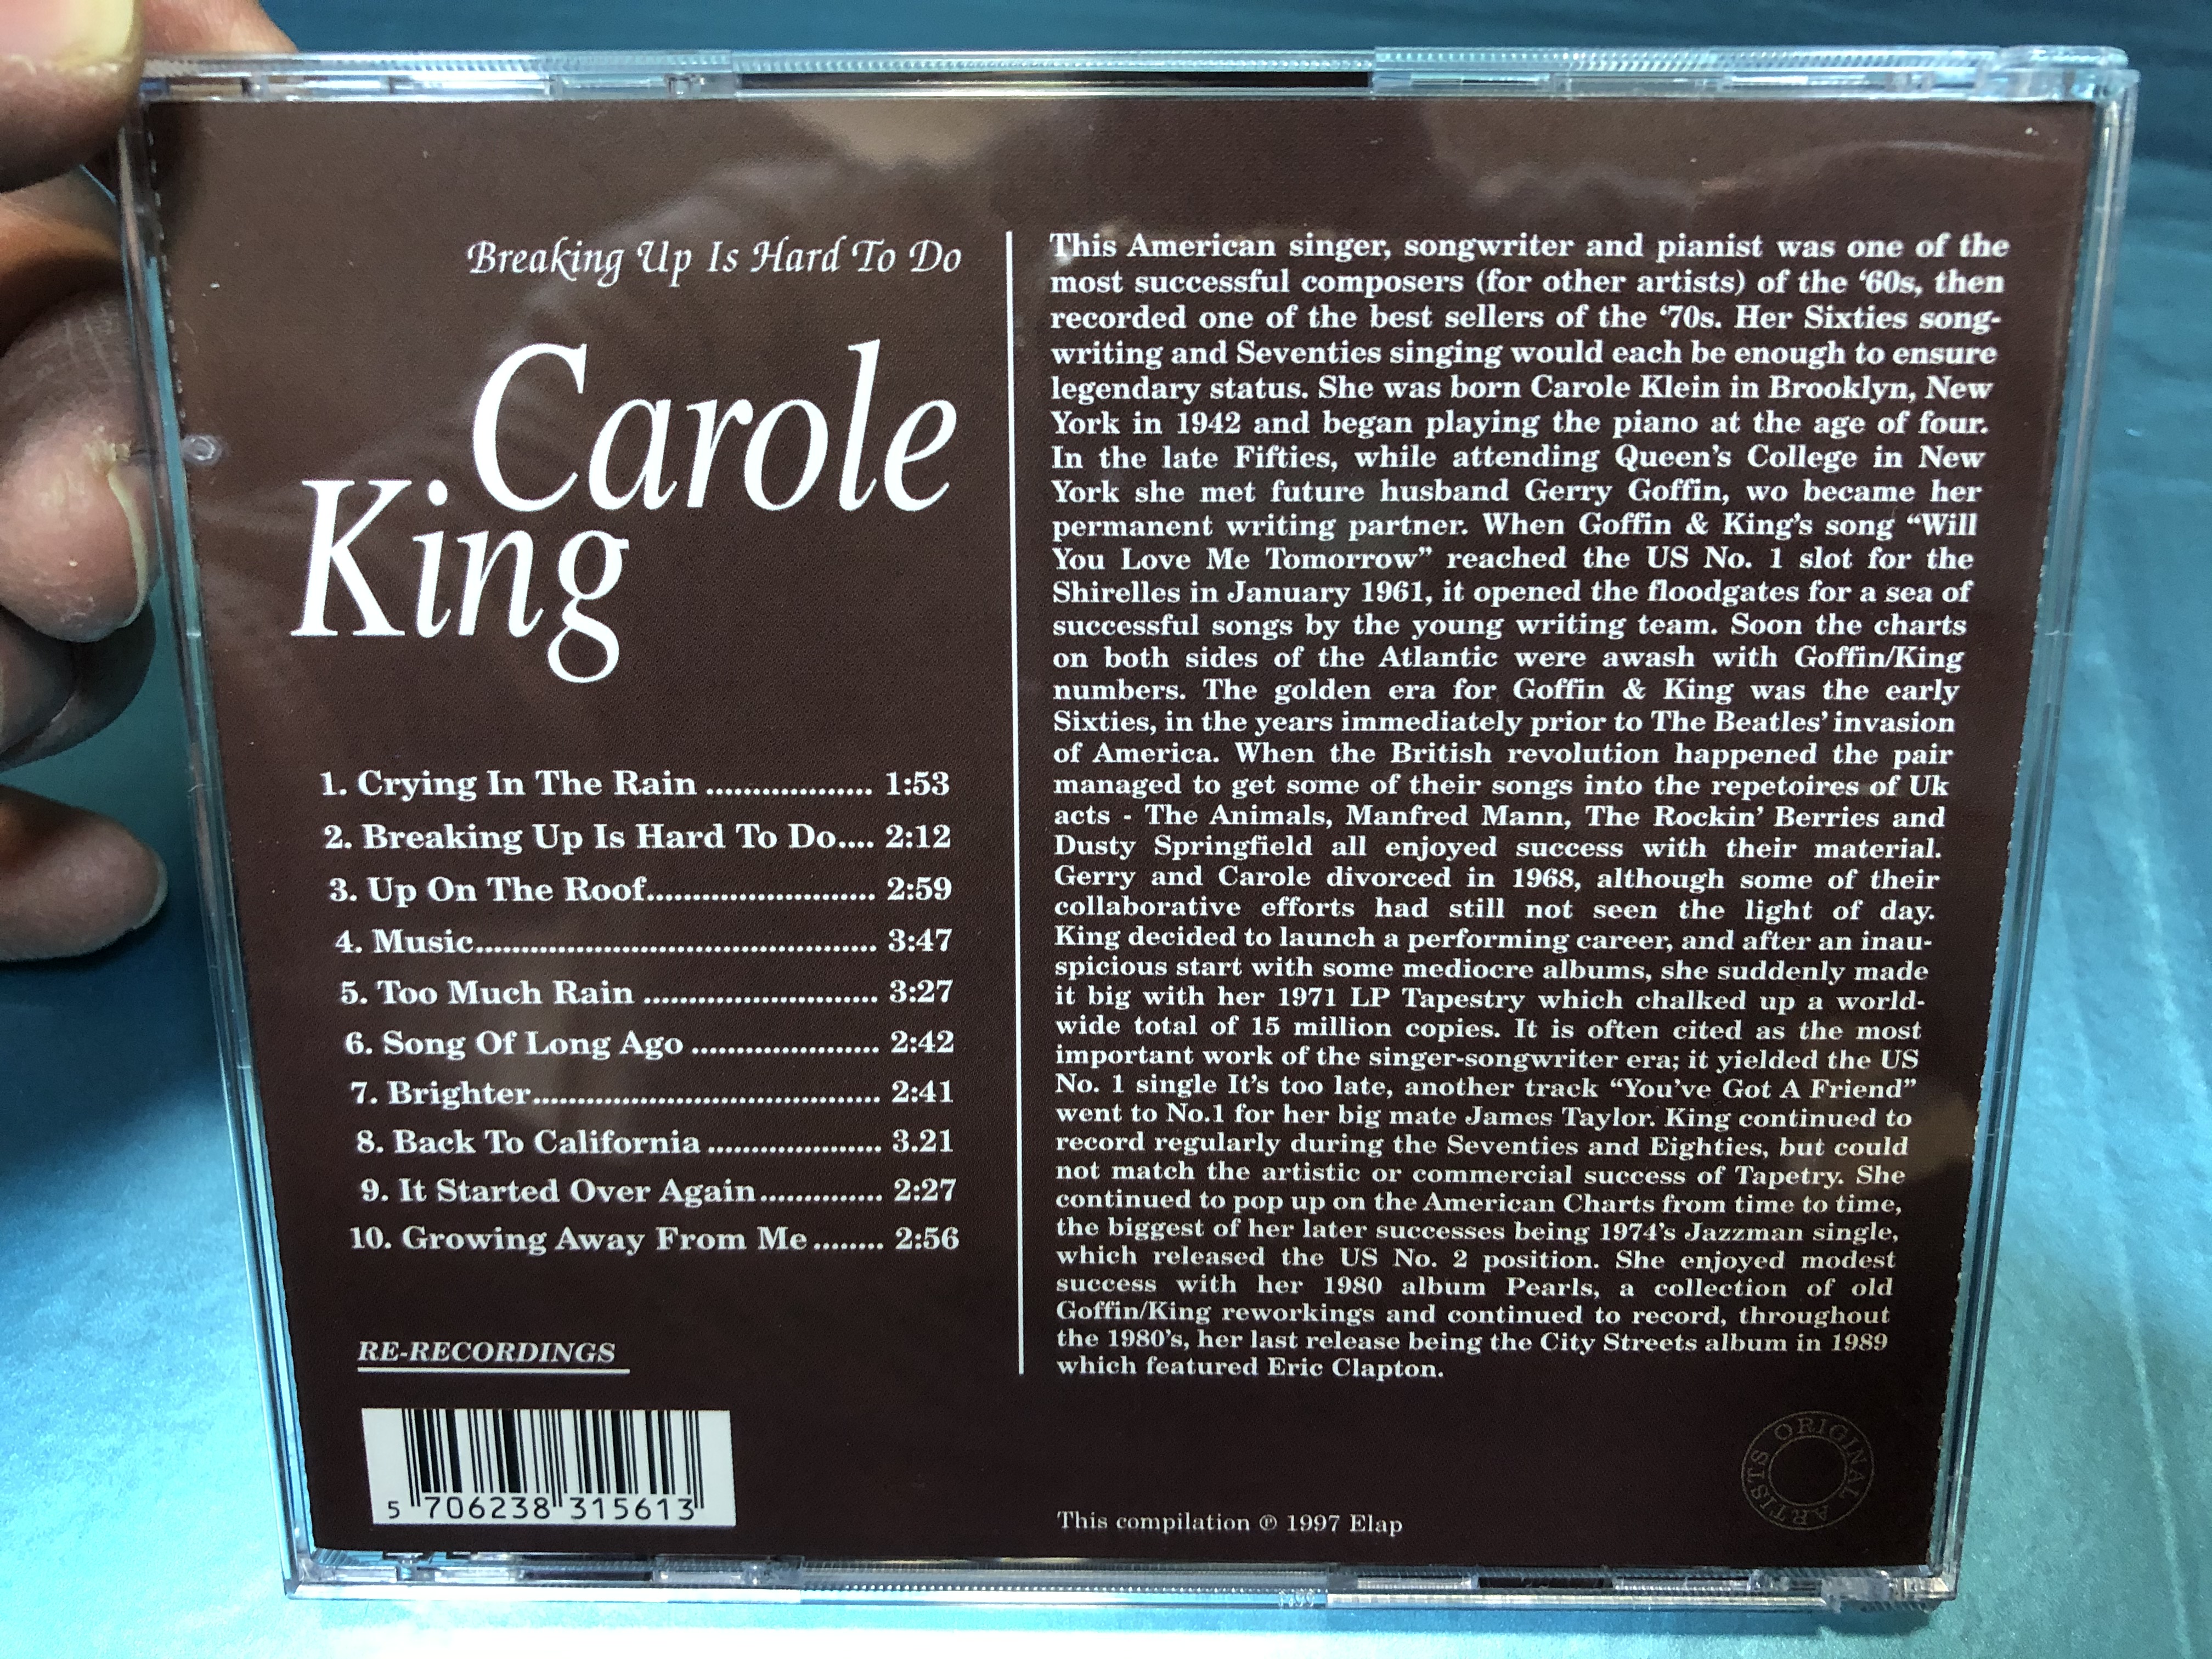 Breaking Up Is Hard To Do
Carole
King
1. Crying In The Rain .................. 1:53
2. Breaking Up Is Hard To Do.... 2:12
3. Up On The Roof......................... 2:59
4. Music........................................... 3:47
5. Too Much Rain ......................... 3:27
6. Song Of Long Ago .................... 2:42
7. Brighter..................................... 2:41
8. Back To California ................... 3.21
9. It Started Over Again............. 2:27
10. Growing Away From Me ........ 2:56
RE-RECORDINGS
5 706238 315613
This American singer, songwriter and pianist was one of the
most successful composers (for other artists) of the ‘60s, then
recorded one of the best sellers of the ‘70s. Her Sixties song-
writing and Seventies singing would each be enough to ensure
legendary status. She was born Carole Klein in Brooklyn, New
York in 1942 and began playing the piano at the age of four.
In the late Fifties, while attending Queen’s College in New
York she met future husband Gerry Goffin, wo became her
permanent writing partner. When Goffin & King’s song “Will
You Love Me Tomorrow” reached the US No. 1 slot for the
Shirelles in January 1961, it opened the floodgates for a sea of
successful songs by the young writing team. Soon the charts
on both sides of the Atlantic were awash with Goffin/King
numbers. The golden era for Goffin & King was the early
Sixties, in the years immediately prior to The Beatles’ invasion
of America. When the British revolution happened the pair
managed to get some of their songs into the repetoires of Uk
acts - The Animals, Manfred Mann, The Rockin’ Berries and
Dusty Springfield all enjoyed success with their material.
Gerry and Carole divorced in 1968, although some of their
collaborative efforts had still not seen the light of day.
King decided to launch a performing career, and after an inau-
spicious start with some mediocre albums, she suddenly made
it big with her 1971 LP Tapestry which chalked up a world-
wide total of 15 million copies. It is often cited as the most
important work of the singer-songwriter era; it yielded the US
No. 1 single It’s too late, another track “You’ve Got A Friend”
went to No.1 for her big mate James Taylor. King continued to
record regularly during the Seventies and Eighties, but could
not match the artistic or commercial success of Tapetry. She
continued to pop up on the American Charts from time to time,
the biggest of her later successes being 1974’s Jazzman single,
which released the US No. 2 position. She enjoyed modest
success with her 1980 album Pearls, a collection of old
Goffin/King reworkings and continued to record, throughout
the 1980’s, her last release being the City Streets album in 1989
which featured Eric Clapton.
This compilation ℗ 1997 Elap
ORIGINAL ARTISTS